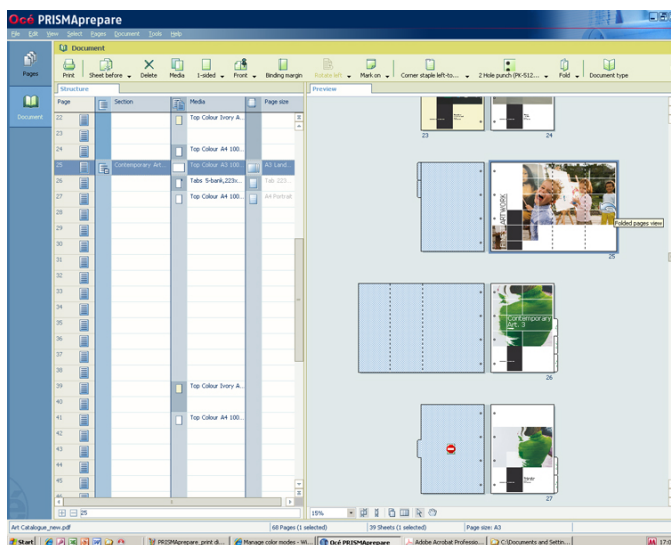 Océ PRISMAprepare
File Edit View Select Pages Document Tools Help
Pages
Document
Document
Print Sheet before Delete Media 1-sided Front Binding margin Rotate left Mark on Corner staple left-to... 2 Hole punch (PK-512... Fold Document type
Structure
Preview
Page Section Media Page size
22 Top Colour Ivory A...
23
24 Top Colour A4 100...
25 Contemporary Art... Top Colour A3 100... A3 Land...
26 Tabs 5-bank,223x... Tab 223...
27 Top Colour A4 100... A4 Portrait
28
29
30
31
32
33
34
35
36
37
38
39 Top Colour Ivory A...
40
41 Top Colour A4 100...
42
43
44
45
23 24
ART WORK
Folded pages view
25
Contemporary
Art. 3
26
27
25
15%
Art Catalogue_new.pdf 68 Pages (1 selected) 39 Sheets (1 selected) Page size: A3
Start PRISMAprepare_print di... Manage color modes - Wi... Océ PRISMAprepare Adobe Acrobat Professio... C:\Documents and Settin...